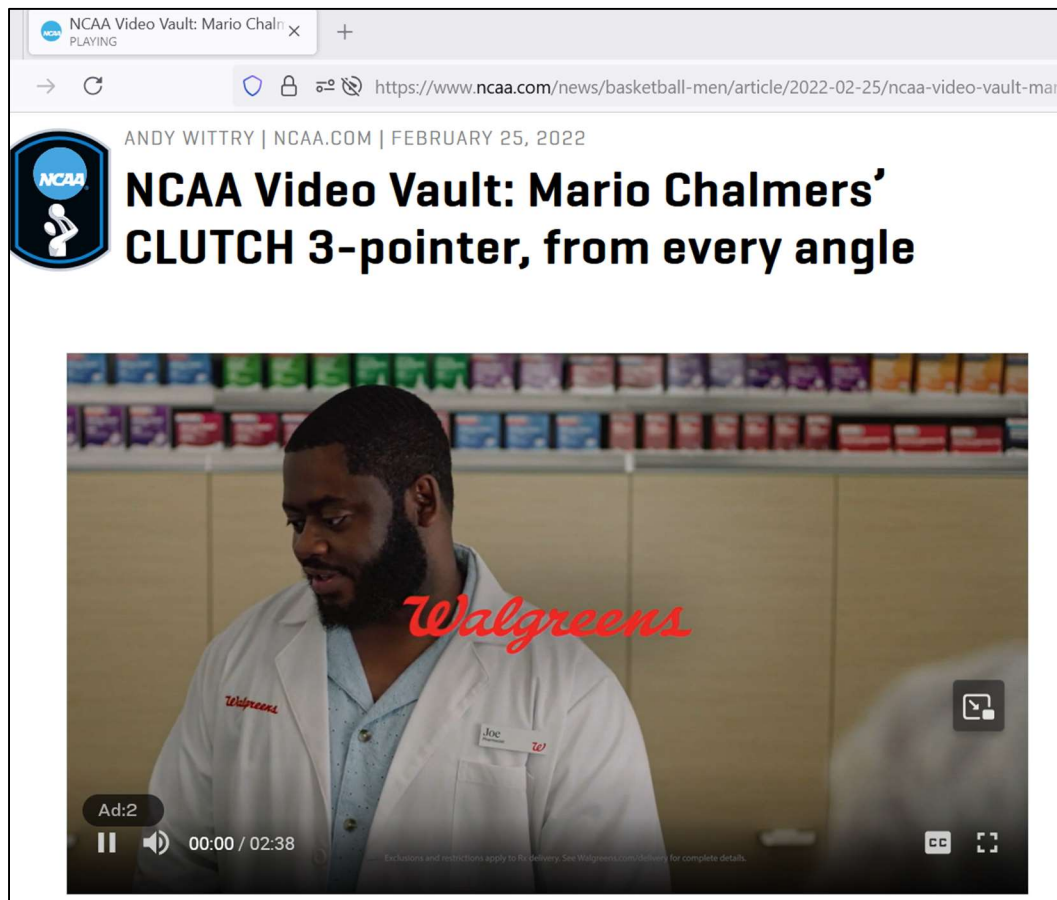 NCAA Video Vault: Mario Chalm
PLAYING
https://www.ncaa.com/news/basketball-men/article/2022-02-25/ncaa-video-vault-mar
ANDY WITTRY | NCAA.COM | FEBRUARY 25, 2022
NCAA
NCAA Video Vault: Mario Chalmers’
CLUTCH 3-pointer, from every angle
Walgreens
Walgreens
Joe
Pharmacist
W
Ad:2
00:00 / 02:38
CC
Exclusions and restrictions apply to Rx delivery. See Walgreens.com/delivery for complete details.